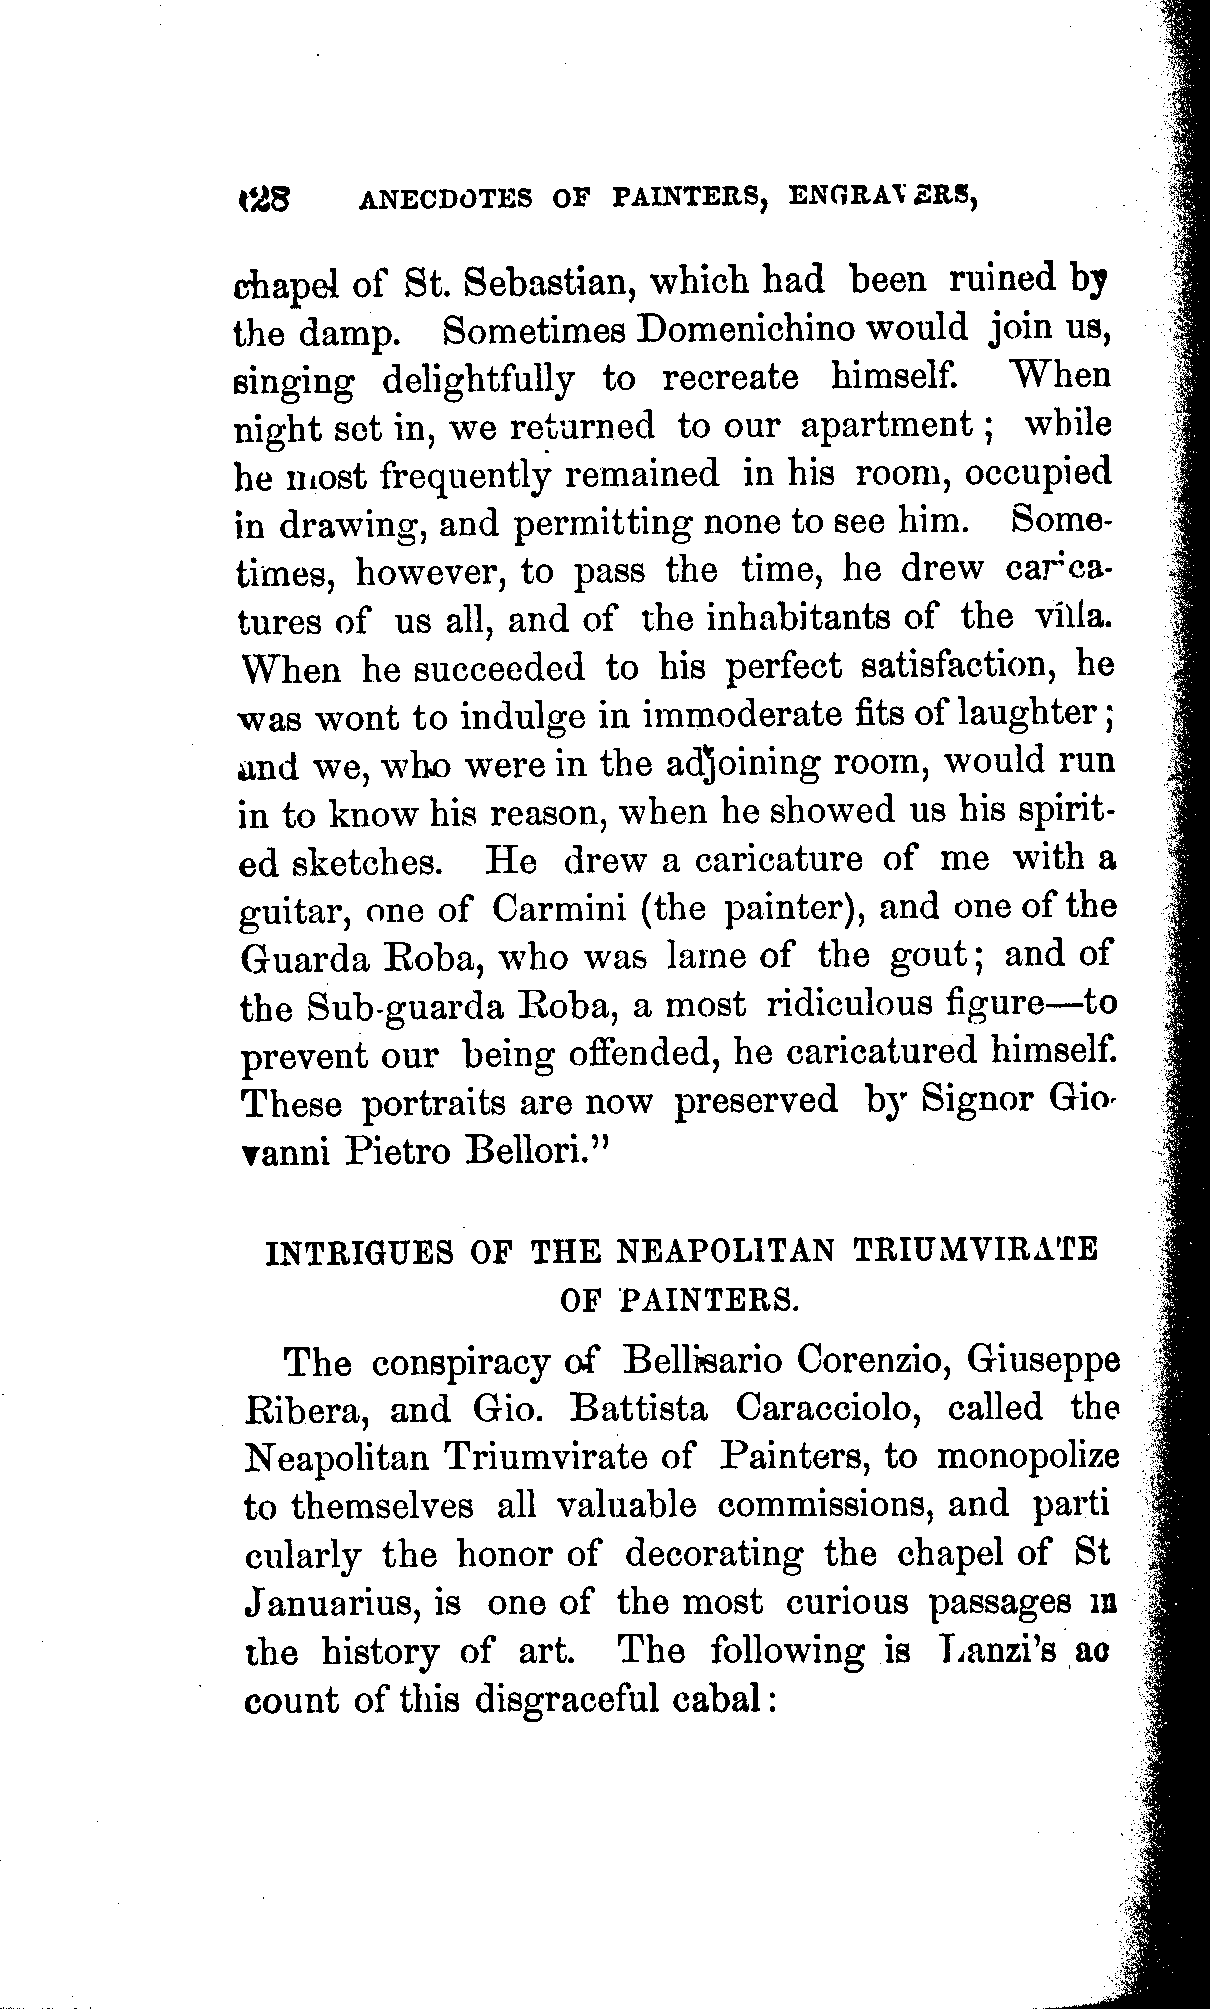 128 ANECDOTES OF PAINTERS, ENGRAVERS,
chapel of St. Sebastian, which had been ruined by
the damp. Sometimes Domenichino would join us,
singing delightfully to recreate himself. When
night set in, we returned to our apartment; while
he most frequently remained in his room, occupied
in drawing, and permitting none to see him. Some-
times, however, to pass the time, he drew carica-
tures of us all, and of the inhabitants of the villa.
When he succeeded to his perfect satisfaction, he
was wont to indulge in immoderate fits of laughter;
and we, who were in the adjoining room, would run
in to know his reason, when he showed us his spirit-
ed sketches. He drew a caricature of me with a
guitar, one of Carmini (the painter), and one of the
Guarda Roba, who was lame of the gout; and of
the Sub-guarda Roba, a most ridiculous figure—to
prevent our being offended, he caricatured himself.
These portraits are now preserved by Signor Gio-
vanni Pietro Bellori."
INTRIGUES OF THE NEAPOLITAN TRIUMVIRATE
OF PAINTERS.
The conspiracy of Bellisario Corenzio, Giuseppe
Ribera, and Gio. Battista Caracciolo, called the
Neapolitan Triumvirate of Painters, to monopolize
to themselves all valuable commissions, and parti
cularly the honor of decorating the chapel of St
Januarius, is one of the most curious passages in
the history of art. The following is Lanzi's ac
count of this disgraceful cabal: